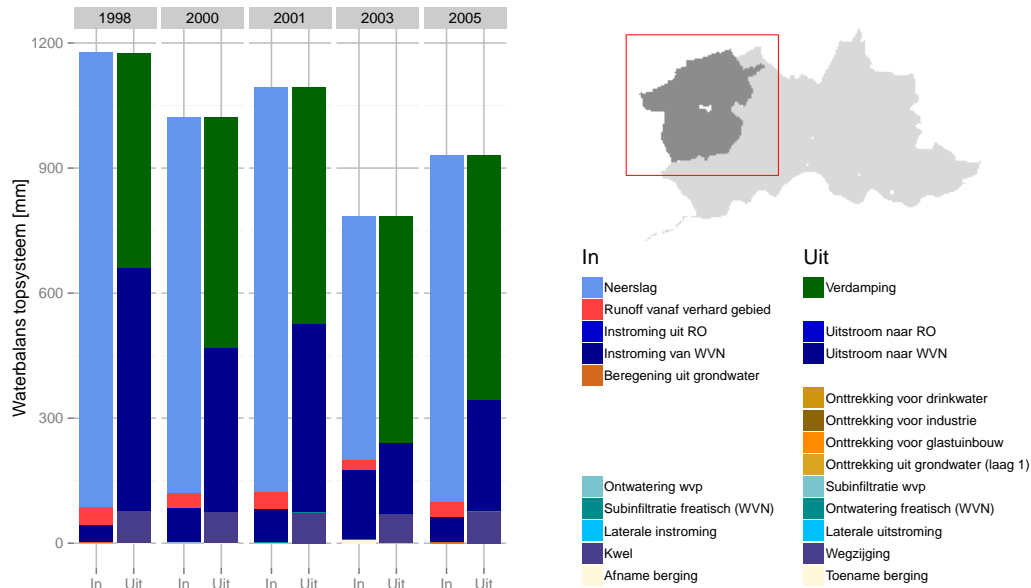 1998 2000 2001 2003 2005
Waterbalans topsysteem [mm]
1200
900
600
300
0
In Uit In Uit In Uit In Uit In Uit
In
Neerslag
Runoff vanaf verhard gebied
Instroming uit RO
Instroming van WVN
Beregening uit grondwater
Ontwatering wvp
Subinfiltratie freatisch (WVN)
Laterale instroming
Kwel
Afname berging
Uit
Verdamping
Uitstroom naar RO
Uitstroom naar WVN
Onttrekking voor drinkwater
Onttrekking voor industrie
Onttrekking voor glastuinbouw
Onttrekking uit grondwater (laag 1)
Subinfiltratie wvp
Ontwatering freatisch (WVN)
Laterale uitstroming
Wegzijging
Toename berging